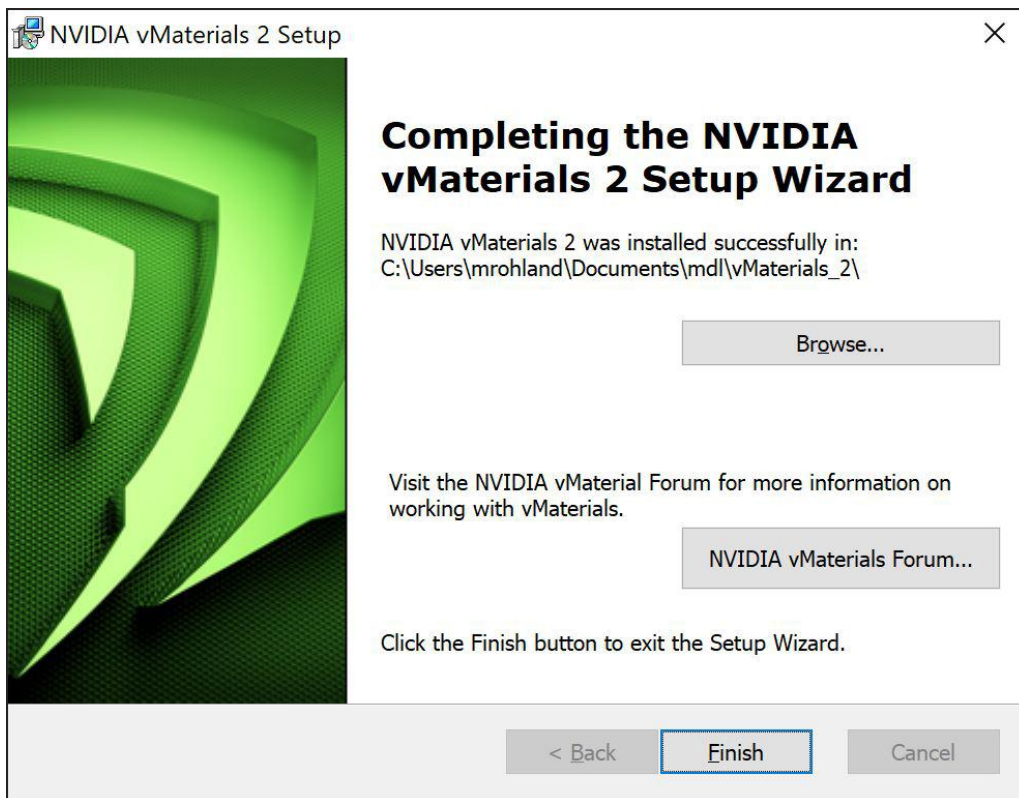 NVIDIA vMaterials 2 Setup
Completing the NVIDIA
vMaterials 2 Setup Wizard
NVIDIA vMaterials 2 was installed successfully in:
C:\Users\mrohland\Documents\mdl\vMaterials_2\
Browse...
Visit the NVIDIA vMaterial Forum for more information on
working with vMaterials.
NVIDIA vMaterials Forum...
Click the Finish button to exit the Setup Wizard.
< Back Finish Cancel